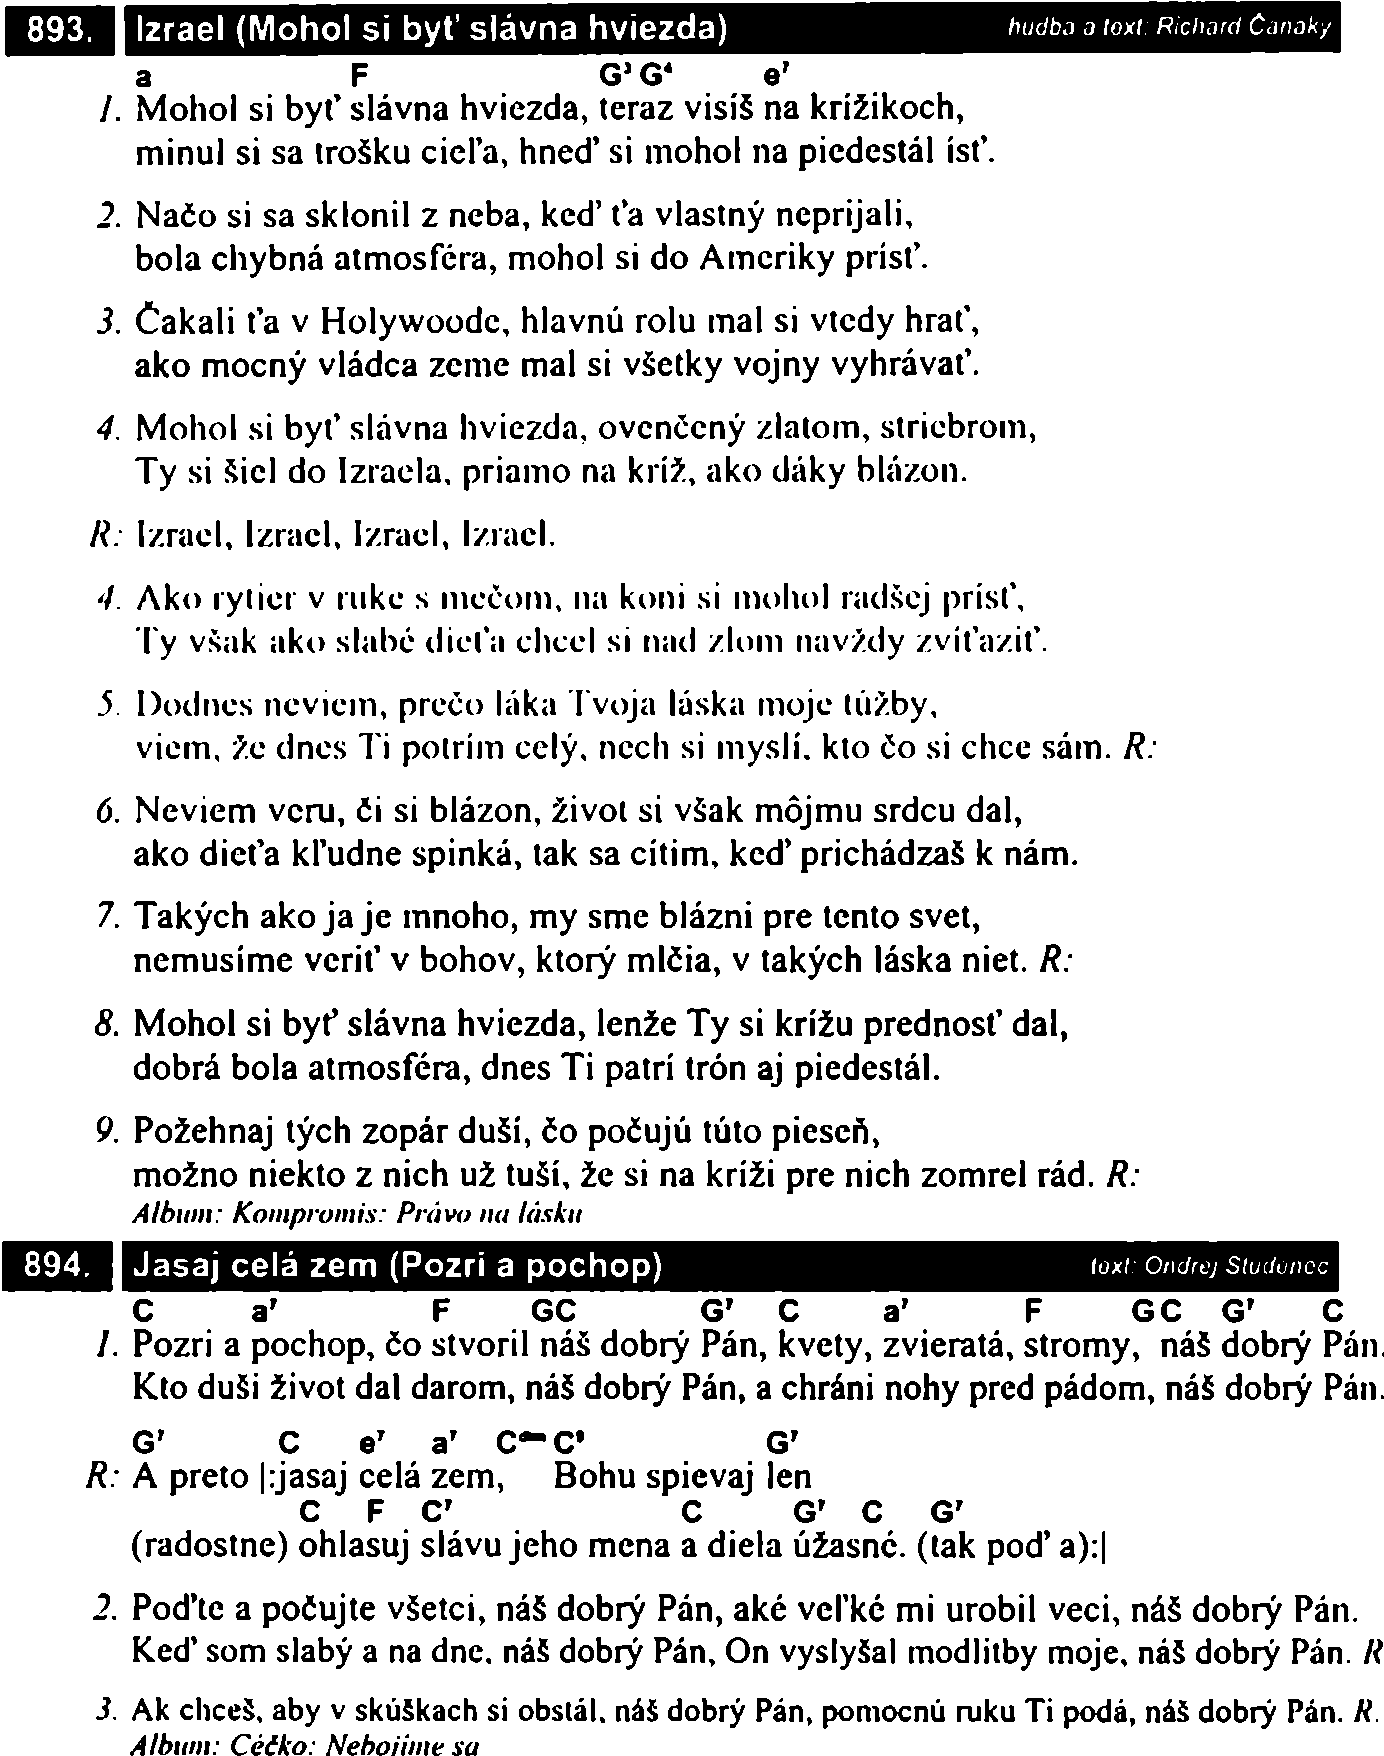 893. Izrael (Mohol si byť slávna hviezda) hudba a text: Richard Čanaky
a F G³ G⁴ e⁷
1. Mohol si byť slávna hviezda, teraz visíš na krížikoch,
minul si sa trošku cieľa, hneď si mohol na piedestál ísť.
2. Načo si sa sklonil z neba, keď ťa vlastný neprijali,
bola chybná atmosféra, mohol si do Ameriky prísť.
3. Čakali ťa v Holywoode, hlavnú rolu mal si vtedy hrať,
ako mocný vládca zeme mal si všetky vojny vyhrávať.
4. Mohol si byť slávna hviezda, ovenčený zlatom, striebrom,
Ty si šiel do Izraela, priamo na kríž, ako dáky blázon.
R: Izrael, Izrael, Izrael, Izrael.
4. Ako rytier v ruke s mečom, na koni si mohol radšej prísť,
Ty však ako slabé dieťa chcel si nad zlom navždy zvíťaziť.
5. Dodnes neviem, prečo láka Tvoja láska moje túžby,
viem, že dnes Ti potrím celý, nech si myslí, kto čo si chce sám. R:
6. Neviem veru, či si blázon, život si však môjmu srdcu dal,
ako dieťa kľudne spinká, tak sa cítim, keď prichádzaš k nám.
7. Takých ako ja je mnoho, my sme blázni pre tento svet,
nemusíme veriť v bohov, ktorý mlčia, v takých láska niet. R:
8. Mohol si byť slávna hviezda, lenže Ty si krížu prednosť dal,
dobrá bola atmosféra, dnes Ti patrí trón aj piedestál.
9. Požehnaj tých zopár duší, čo počujú túto pieseň,
možno niekto z nich už tuší, že si na kríži pre nich zomrel rád. R:
Album: Kompromis: Právo na lásku
894. Jasaj celá zem (Pozri a pochop) text: Ondrej Studenec
C a⁷ F GC G⁷ C a⁷ F GC G⁷ C
1. Pozri a pochop, čo stvoril náš dobrý Pán, kvety, zvieratá, stromy, náš dobrý Pán.
Kto duši život dal darom, náš dobrý Pán, a chráni nohy pred pádom, náš dobrý Pán.
G⁷ C e⁷ a⁷ G⁷
R: A preto |:jasaj celá zem, Bohu spievaj len
C F C⁷ C G⁷ C G⁷
(radostne) ohlasuj slávu jeho mena a diela úžasné. (tak poď a):|
2. Poďte a počujte všetci, náš dobrý Pán, aké veľké mi urobil veci, náš dobrý Pán.
Keď som slabý a na dne, náš dobrý Pán, On vyslyšal modlitby moje, náš dobrý Pán. R
3. Ak chceš, aby v skúškach si obstál, náš dobrý Pán, pomocnú ruku Ti podá, náš dobrý Pán. R.
Album: Céčko: Nebojíme sa